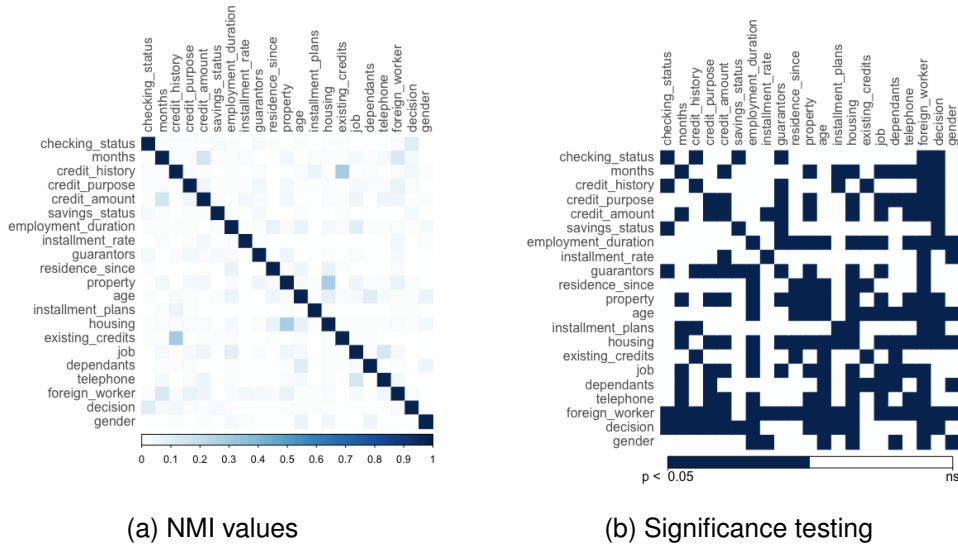 checking_status
months
credit_history
credit_purpose
credit_amount
savings_status
employment_duration
installment_rate
guarantors
residence_since
property
age
installment_plans
housing
existing_credits
job
dependants
telephone
foreign_worker
decision
gender
checking_status
months
credit_history
credit_purpose
credit_amount
savings_status
employment_duration
installment_rate
guarantors
residence_since
property
age
installment_plans
housing
existing_credits
job
dependants
telephone
foreign_worker
decision
gender
0 0.1 0.2 0.3 0.4 0.5 0.6 0.7 0.8 0.9 1
(a) NMI values
checking_status
months
credit_history
credit_purpose
credit_amount
savings_status
employment_duration
installment_rate
guarantors
residence_since
property
age
installment_plans
housing
existing_credits
job
dependants
telephone
foreign_worker
decision
gender
checking_status
months
credit_history
credit_purpose
credit_amount
savings_status
employment_duration
installment_rate
guarantors
residence_since
property
age
installment_plans
housing
existing_credits
job
dependants
telephone
foreign_worker
decision
gender
p < 0.05 ns
(b) Significance testing